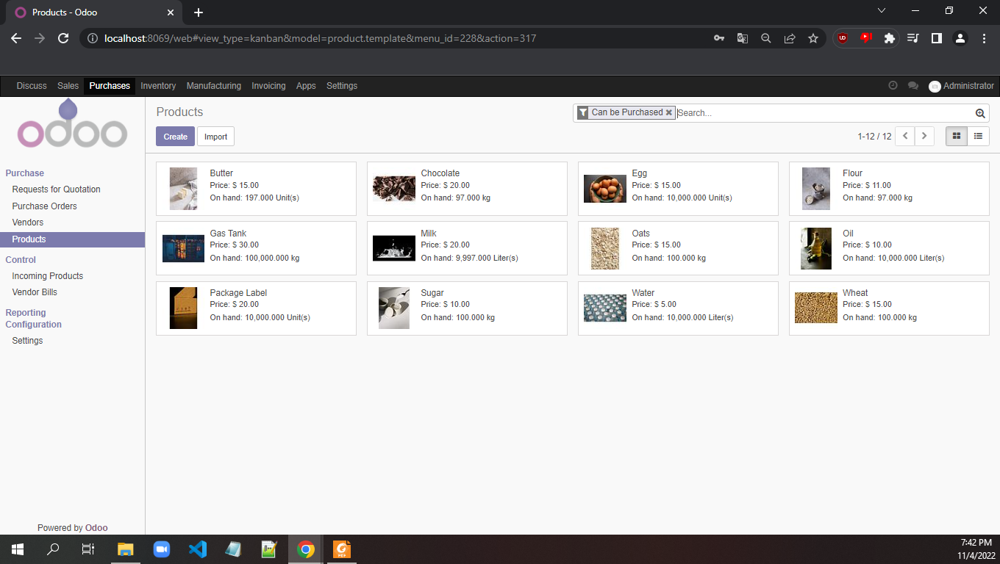 Products - Odoo
localhost:8069/web#view_type=kanban&model=product.template&menu_id=228&action=317
Discuss Sales Purchases Inventory Manufacturing Invoicing Apps Settings Administrator
odoo
Purchase
Requests for Quotation
Purchase Orders
Vendors
Products
Control
Incoming Products
Vendor Bills
Reporting
Configuration
Settings
Powered by Odoo
Products
Can be Purchased Search...
Create Import
1-12 / 12
Butter
Price: $ 15.00
On hand: 197.000 Unit(s)
Chocolate
Price: $ 20.00
On hand: 97.000 kg
Egg
Price: $ 15.00
On hand: 10,000.000 Unit(s)
Flour
Price: $ 11.00
On hand: 97.000 kg
Gas Tank
Price: $ 30.00
On hand: 100,000.000 kg
Milk
Price: $ 20.00
On hand: 9,997.000 Liter(s)
Oats
Price: $ 15.00
On hand: 100.000 kg
Oil
Price: $ 10.00
On hand: 10,000.000 Liter(s)
Package Label
Price: $ 20.00
On hand: 10,000.000 Unit(s)
Sugar
Price: $ 10.00
On hand: 100.000 kg
Water
Price: $ 5.00
On hand: 10,000.000 Liter(s)
Wheat
Price: $ 15.00
On hand: 100.000 kg
PDF
7:42 PM
11/4/2022